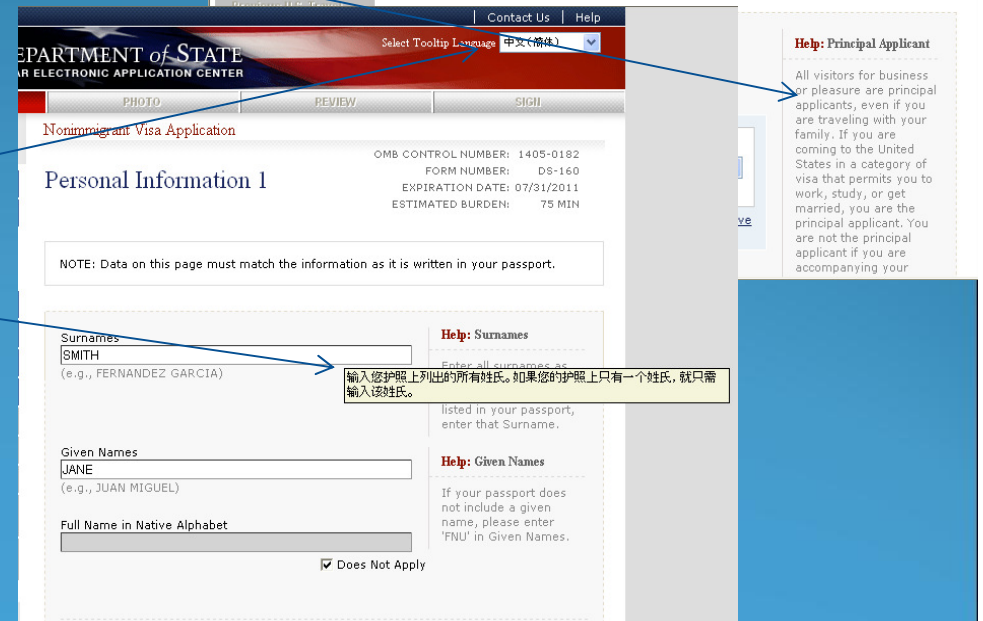 Contact Us | Help
EPARTMENT of STATE
AR ELECTRONIC APPLICATION CENTER
Select Tooltip Language 中文(简体)
PHOTO REVIEW SIGN
Nonimmigrant Visa Application
Personal Information 1
OMB CONTROL NUMBER: 1405-0182
FORM NUMBER: DS-160
EXPIRATION DATE: 07/31/2011
ESTIMATED BURDEN: 75 MIN
NOTE: Data on this page must match the information as it is written in your passport.
Surnames
SMITH
(e.g., FERNANDEZ GARCIA)
Help: Surnames
Enter all surnames as
输入您护照上列出的所有姓氏。如果您的护照上只有一个姓氏, 就只需
输入该姓氏。
listed in your passport,
enter that Surname.
Given Names
JANE
(e.g., JUAN MIGUEL)
Help: Given Names
If your passport does
not include a given
name, please enter
'FNU' in Given Names.
Full Name in Native Alphabet
Does Not Apply
Help: Principal Applicant
All visitors for business
or pleasure are principal
applicants, even if you
are traveling with your
family. If you are
coming to the United
States in a category of
visa that permits you to
work, study, or get
married, you are the
principal applicant. You
are not the principal
applicant if you are
accompanying your
ve